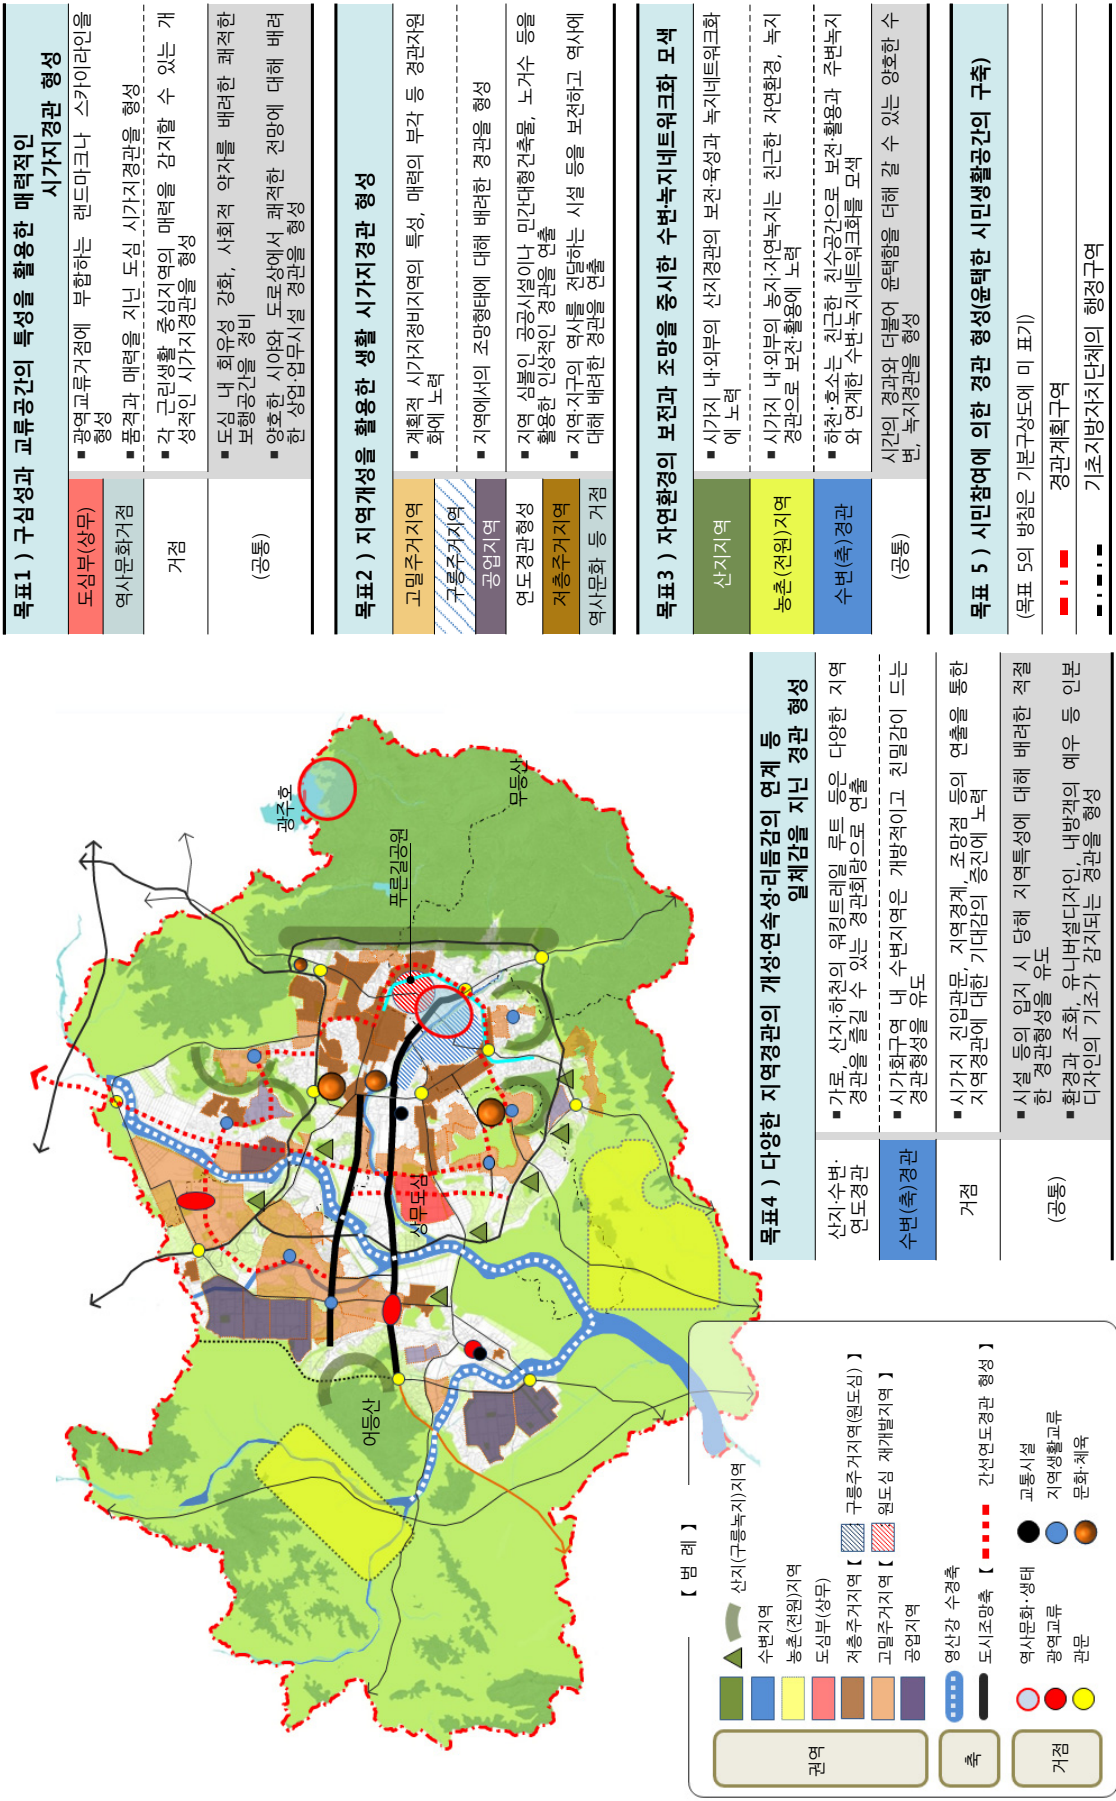 목표1 ) 구심성과 교류공간의 특성을 활용한 매력적인
시가지경관 형성
도심부(상무)
▪ 광역교류거점에 부합하는 랜드마크나 스카이라인을
형성
역사문화거점
▪ 품격과 매력을 지닌 도심 시가지경관을 형성
거점
▪ 각 근린생활 중심지역의 매력을 감지할 수 있는 개
성적인 시가지경관을 형성
(공통)
▪ 도심 내 회유성 강화, 사회적 약자를 배려한 쾌적한
보행공간을 정비
▪ 양호한 시야와 도로상에서 쾌적한 전망에 대해 배려
한 상업·업무시설 경관을 형성
목표2 ) 지역개성을 활용한 생활 시가지경관 형성
고밀주거지역
▪ 계획적 시가지정비지역의 특성, 매력의 부각 등 경관자원
화에 노력
구릉주거지역
공업지역
▪ 지역에서의 조망형태에 대해 배려한 경관을 형성
연도경관형성
▪ 지역 심볼인 공공시설이나 민간대형건축물, 노거수 등을
활용한 인상적인 경관을 연출
저층주거지역
역사문화 등 거점
▪ 지역·지구의 역사를 전달하는 시설 등을 보전하고 역사에
대해 배려한 경관을 연출
목표3 ) 자연환경의 보전과 조망을 중시한 수변·녹지네트워크화 모색
산지지역
▪ 시가지 내·외부의 산지경관의 보전·육성과 녹지네트워크화
에 노력
농촌(전원)지역
▪ 시가지 내·외부의 농지·자연녹지는 친근한 자연환경, 녹지
경관으로 보전·활용에 노력
수변(축)경관
▪ 하천·호소는 친근한 친수공간으로 보전·활용과 주변녹지
와 연계한 수변·녹지네트워크화를 모색
(공통)
시간의 경과와 더불어 윤택함을 더해 갈 수 있는 양호한 수
변, 녹지경관을 형성
목표 5 ) 시민참여에 의한 경관 형성(윤택한 시민생활공간의 구축)
(목표 5의 방침은 기본구상도에 미 표기)
경관계획구역
기초지방자치단체의 행정구역
광주호
무등산
푸른길공원
상무도심
어등산
목표4 ) 다양한 지역경관의 개성·연속성·리듬감의 연계 등
일체감을 지닌 경관 형성
산지·수변·
연도경관
▪ 가로, 산지·하천의 워킹트레일 루트 등은 다양한 지역
경관을 즐길 수 있는 경관회랑으로 연출
수변(축)경관
▪ 시가화구역 내 수변지역은 개방적이고 친밀감이 드는
경관형성을 유도
거점
▪ 시가지 진입관문, 지역경계, 조망점 등의 연출을 통한
지역경관에 대한 기대감의 증진에 노력
(공통)
▪ 시설 등의 입지 시 당해 지역특성에 대해 배려한 적절
한 경관형성을 유도
▪ 환경과 조화, 유니버설디자인, 내방객의 예우 등 인본
디자인의 기조가 감지되는 경관을 형성
【 범 례 】
권역
산지(구릉녹지)지역
수변지역
농촌(전원)지역
도심부(상무)
저층주거지역 【 구릉주거지역(원도심) 】
고밀주거지역 【 원도심 재개발지역 】
공업지역
축
영산강 수경축
도시조망축 【 간선연도경관 형성 】
거점
역사문화·생태
교통시설
광역교류
지역생활교류
관문
문화·체육